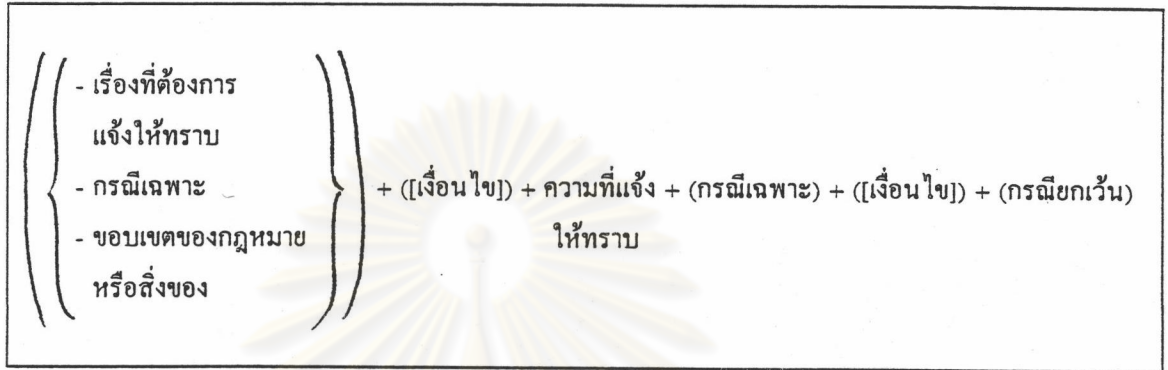 - เรื่องที่ต้องการ
แจ้งให้ทราบ
- กรณีเฉพาะ
- ขอบเขตของกฎหมาย
หรือสิ่งของ
+ ([เงื่อนไข]) + ความที่แจ้ง + (กรณีเฉพาะ) + ([เงื่อนไข]) + (กรณียกเว้น)
ให้ทราบ